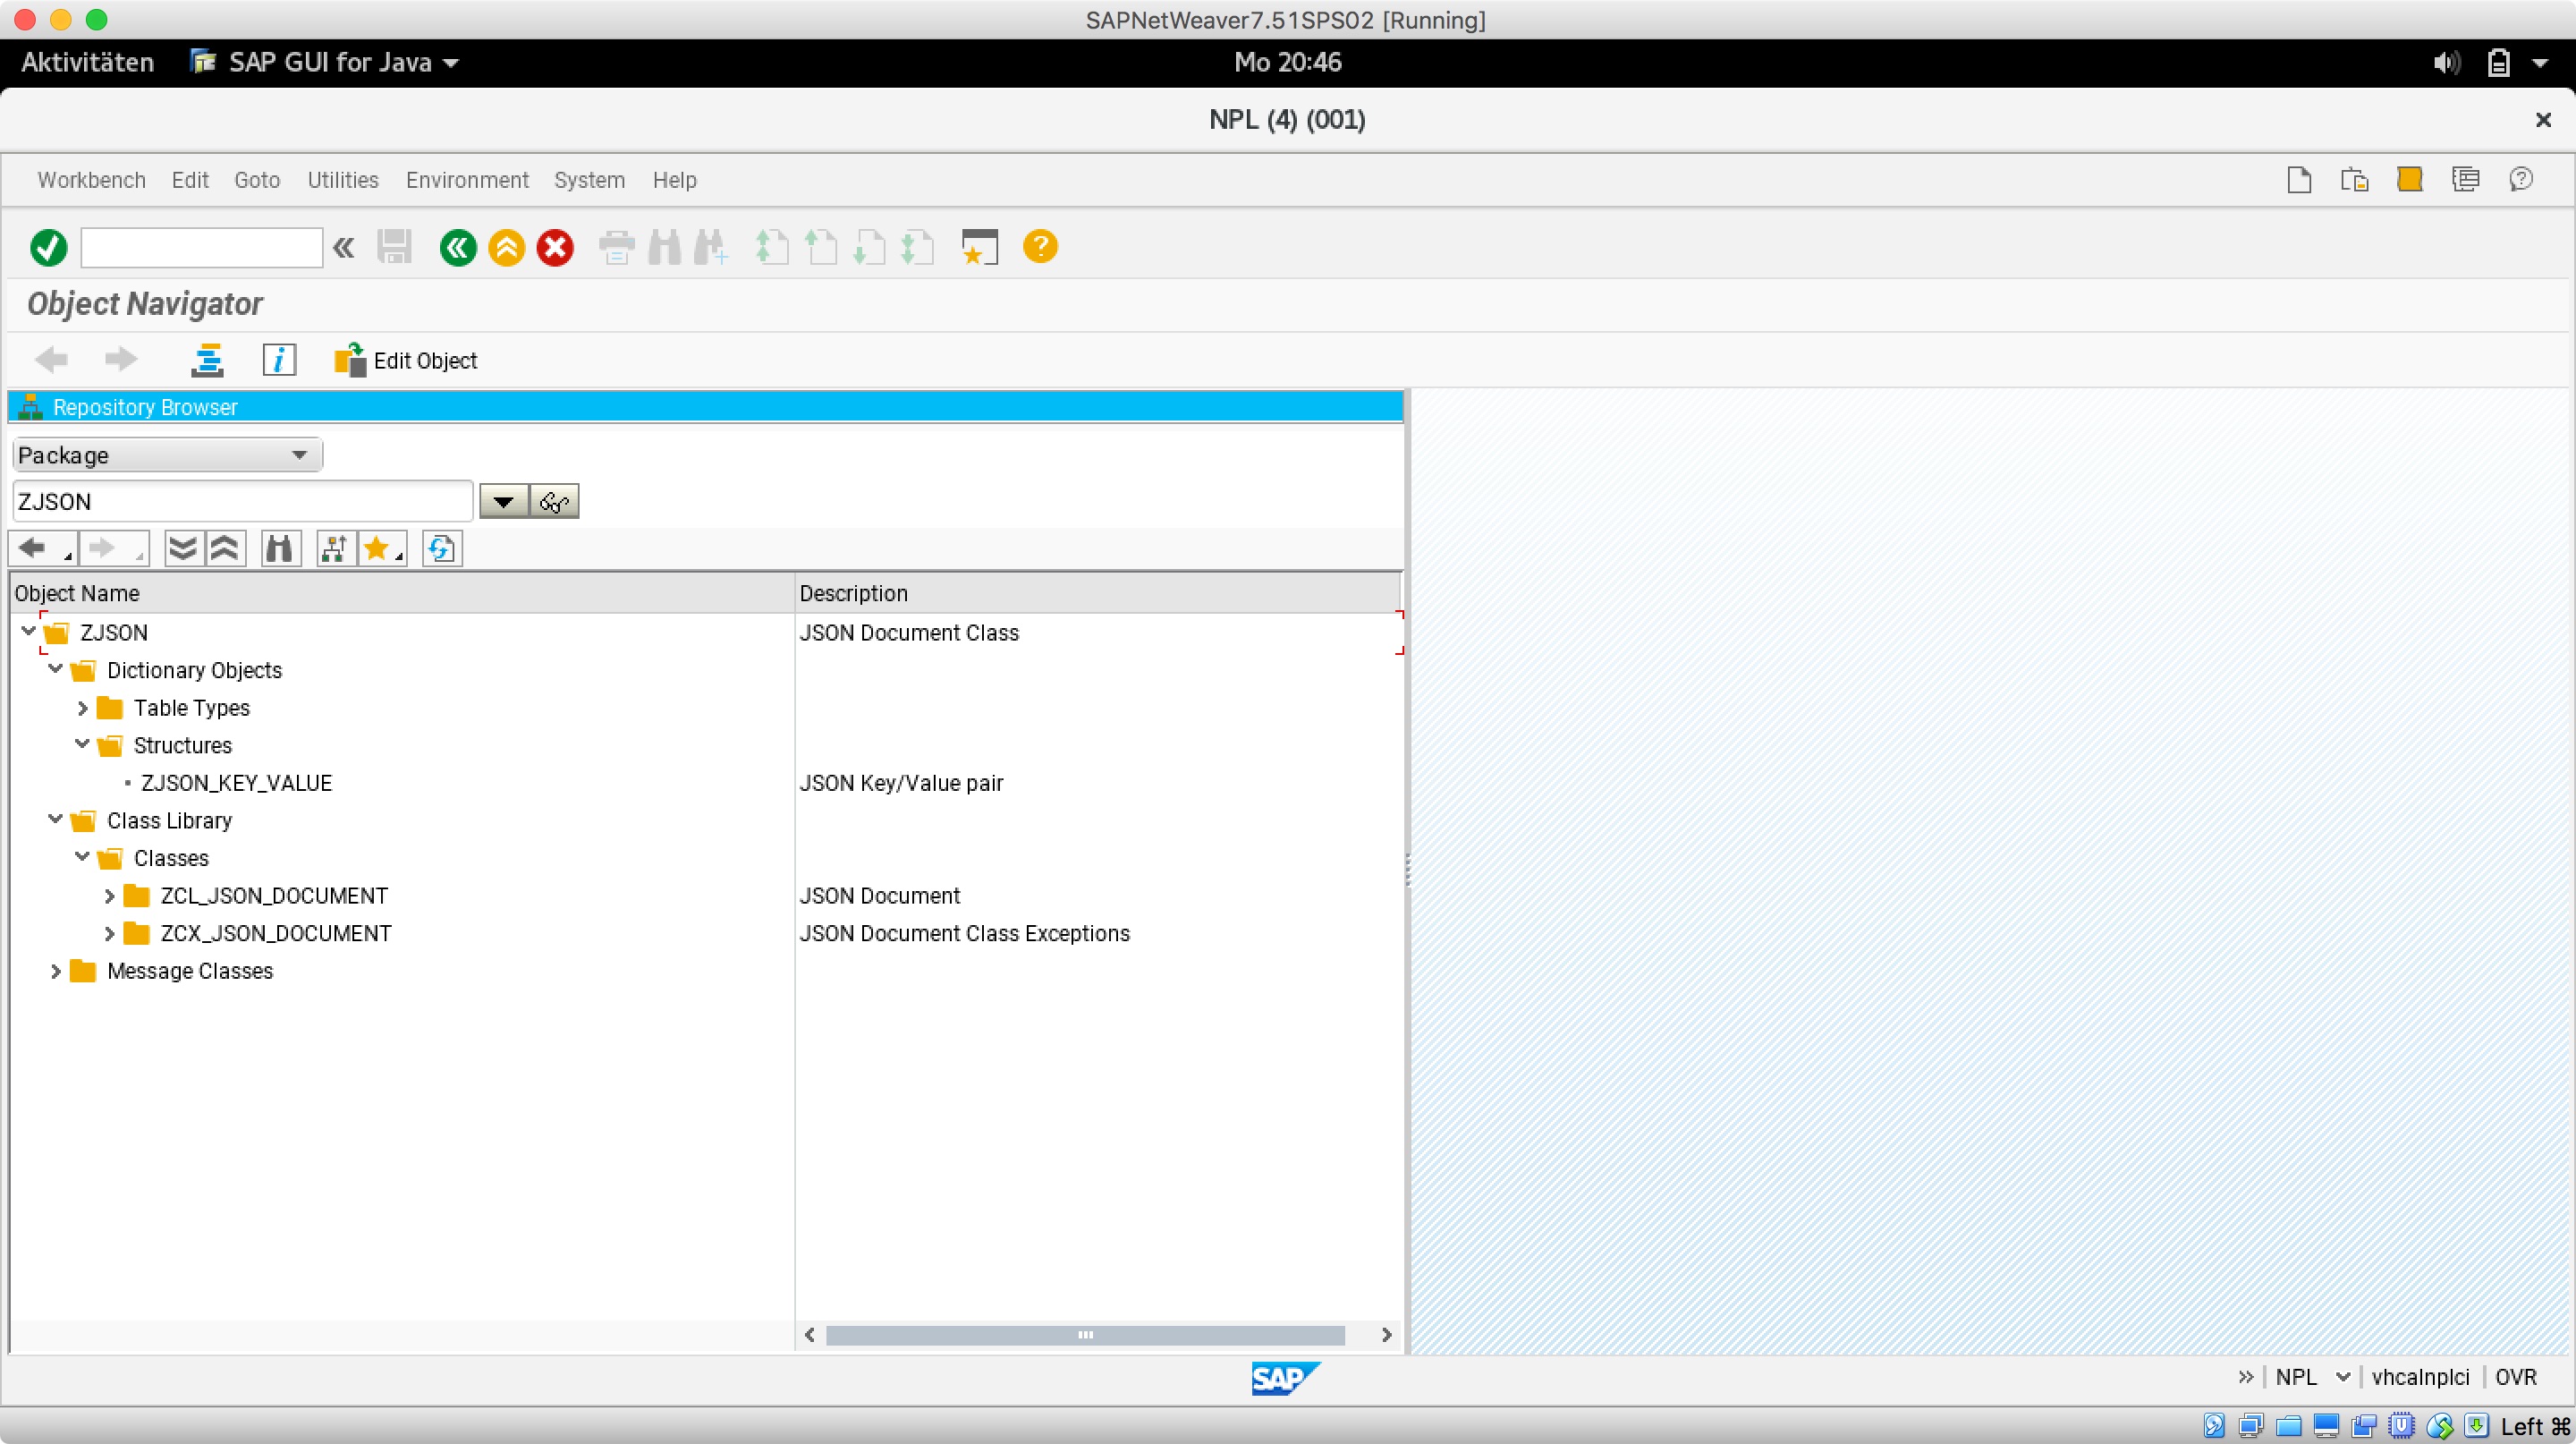 SAPNetWeaver7.51SPS02 [Running]
Aktivitäten SAP GUI for Java Mo 20:46
NPL (4) (001)
Workbench Edit Goto Utilities Environment System Help
Object Navigator
Edit Object
Repository Browser
Package
ZJSON
Object Name Description
ZJSON JSON Document Class
Dictionary Objects
Table Types
Structures
ZJSON_KEY_VALUE JSON Key/Value pair
Class Library
Classes
ZCL_JSON_DOCUMENT JSON Document
ZCX_JSON_DOCUMENT JSON Document Class Exceptions
Message Classes
SAP NPL vhcalnplci OVR
Left ⌘